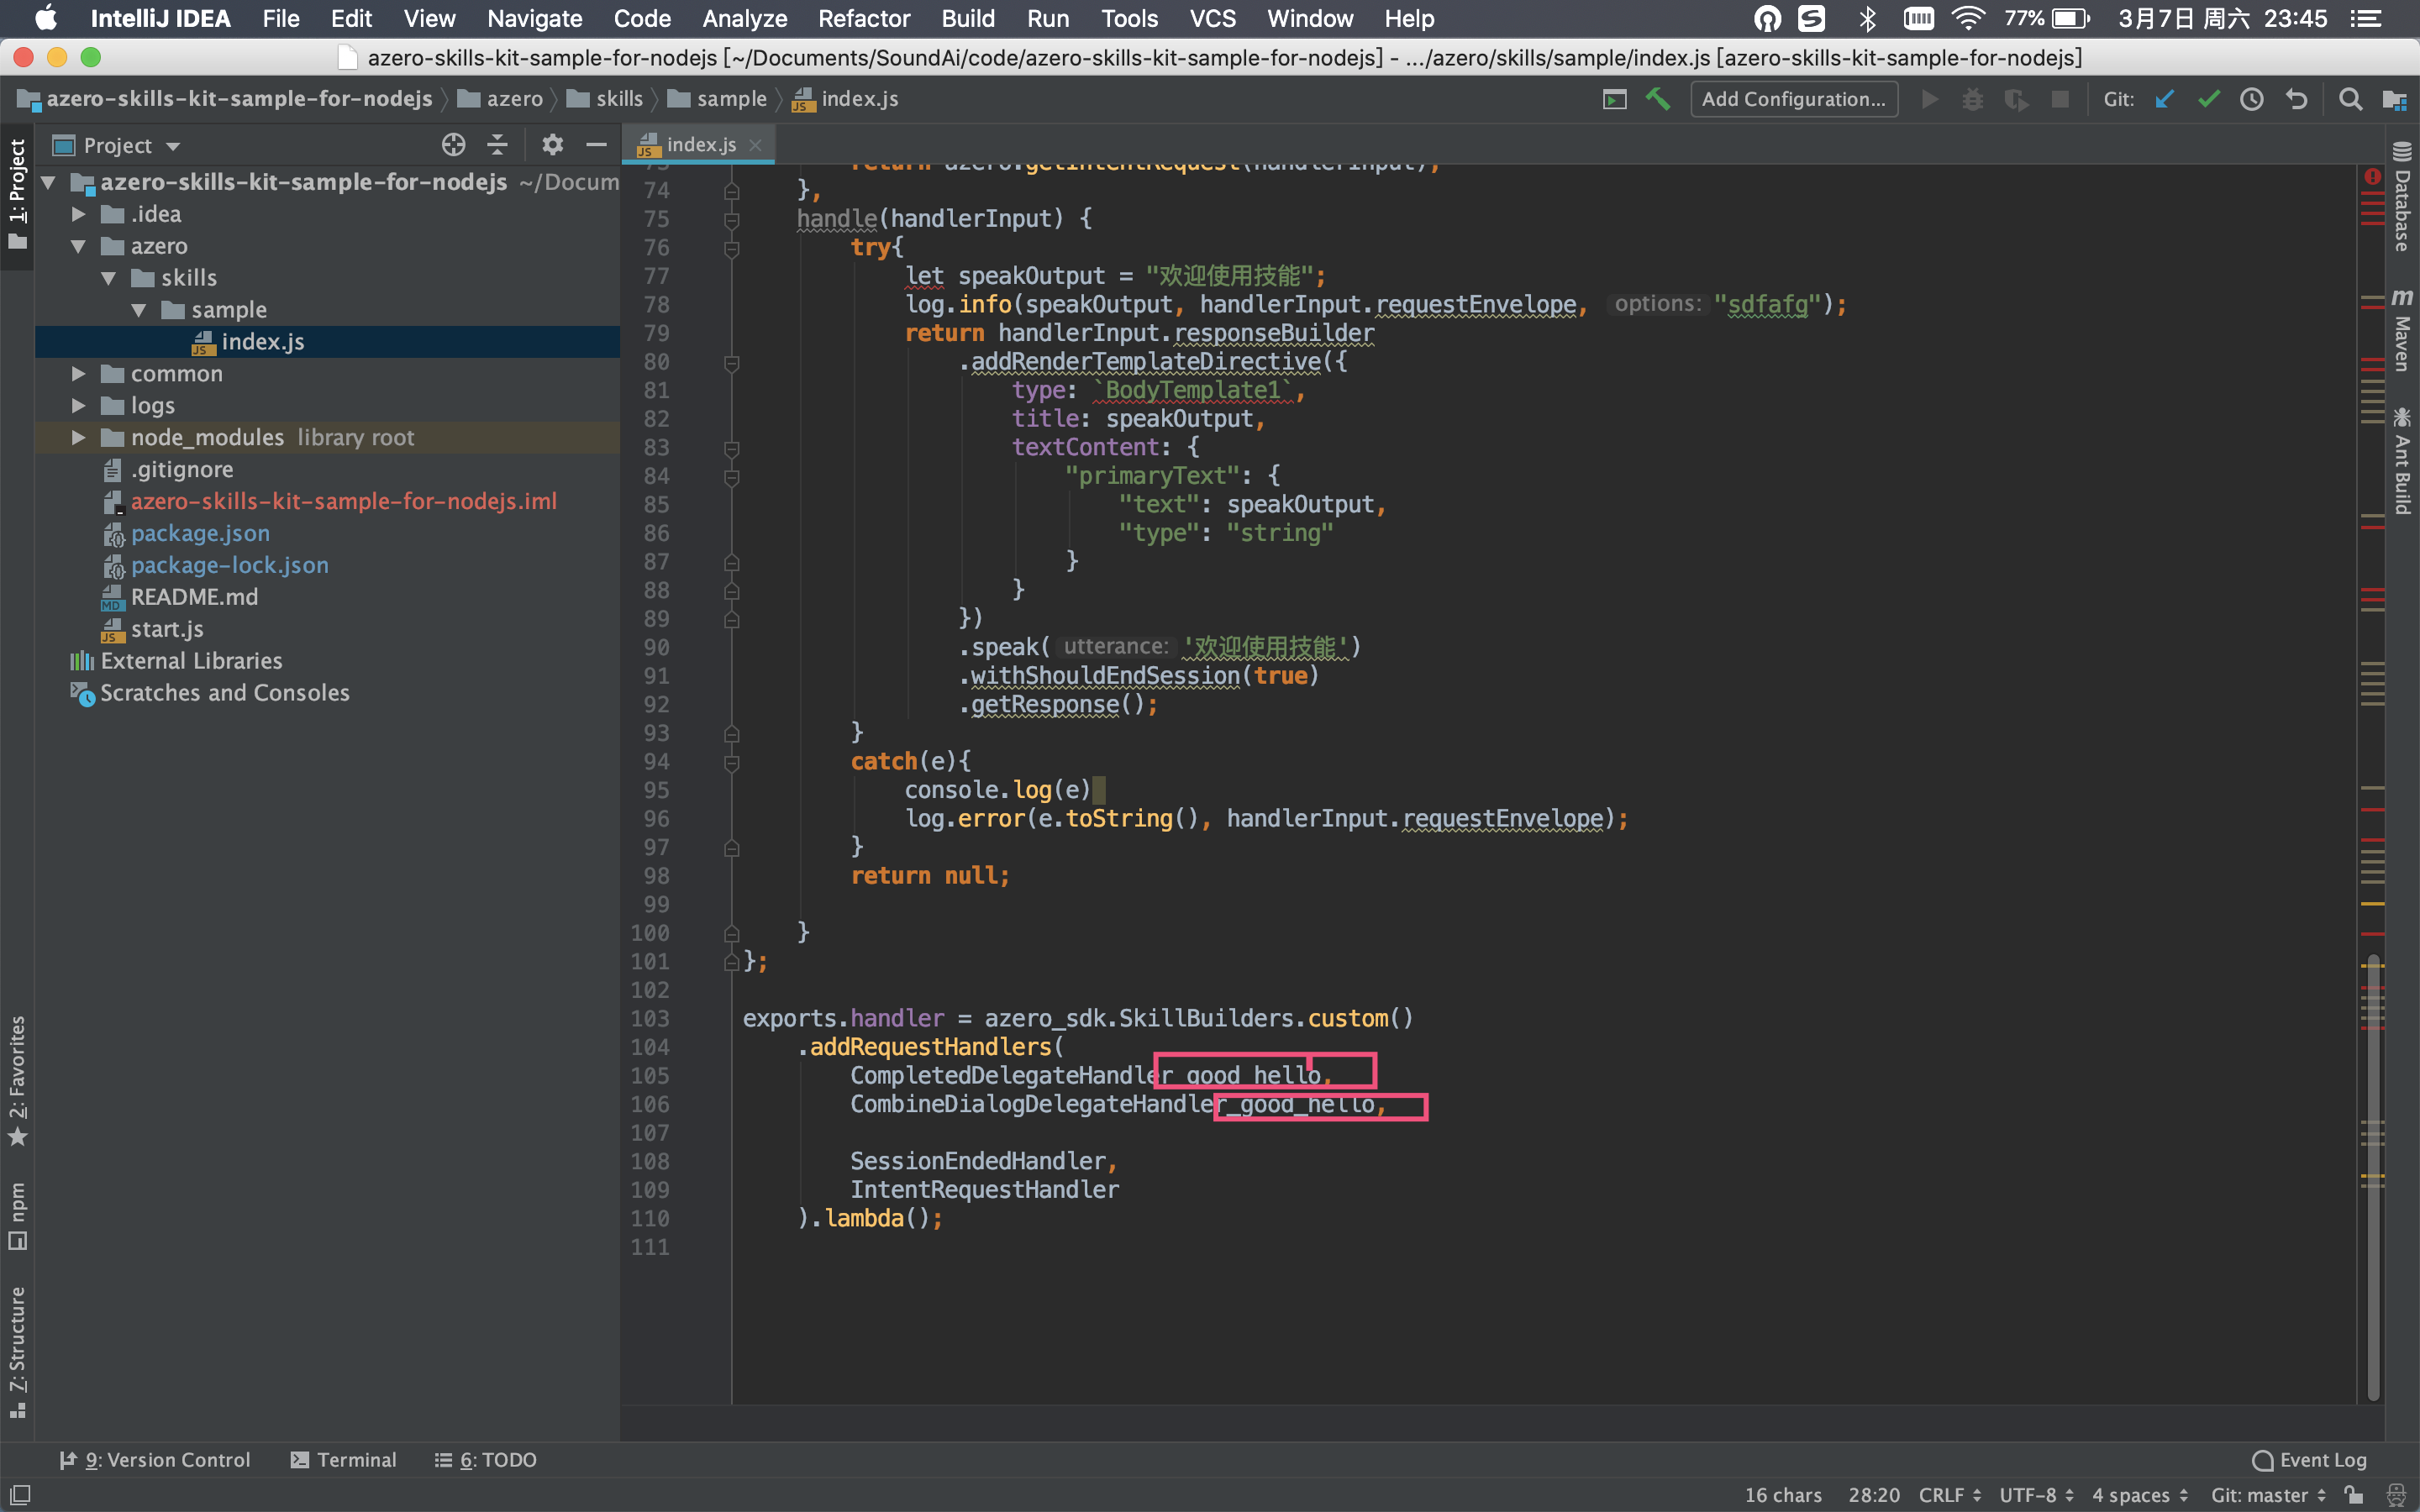 IntelliJ IDEA File Edit View Navigate Code Analyze Refactor Build Run Tools VCS Window Help 77% 3月7日 周六 23:45
azero-skills-kit-sample-for-nodejs [~/Documents/SoundAi/code/azero-skills-kit-sample-for-nodejs] - .../azero/skills/sample/index.js [azero-skills-kit-sample-for-nodejs]
azero-skills-kit-sample-for-nodejs azero skills sample index.js Add Configuration... Git:
1: Project
2: Favorites
npm
7: Structure
Project
azero-skills-kit-sample-for-nodejs ~/Docum
.idea
azero
skills
sample
index.js
common
logs
node_modules library root
.gitignore
azero-skills-kit-sample-for-nodejs.iml
package.json
package-lock.json
README.md
start.js
External Libraries
Scratches and Consoles
index.js
73 return azero.getIntentRequest(handlerInput);
74 },
75 handle(handlerInput) {
76 try{
77 let speakOutput = "欢迎使用技能";
78 log.info(speakOutput, handlerInput.requestEnvelope, options: "sdfafg");
79 return handlerInput.responseBuilder
80 .addRenderTemplateDirective({
81 type: `BodyTemplate1`,
82 title: speakOutput,
83 textContent: {
84 "primaryText": {
85 "text": speakOutput,
86 "type": "string"
87 }
88 }
89 })
90 .speak( utterance: '欢迎使用技能')
91 .withShouldEndSession(true)
92 .getResponse();
93 }
94 catch(e){
95 console.log(e)
96 log.error(e.toString(), handlerInput.requestEnvelope);
97 }
98 return null;
99
100 }
101 };
102
103 exports.handler = azero_sdk.SkillBuilders.custom()
104 .addRequestHandlers(
105 CompletedDelegateHandler_good_hello,
106 CombineDialogDelegateHandler_good_hello,
107
108 SessionEndedHandler,
109 IntentRequestHandler
110 ).lambda();
111
Database
Maven
Ant Build
9: Version Control Terminal 6: TODO Event Log
16 chars 28:20 CRLF UTF-8 4 spaces Git: master